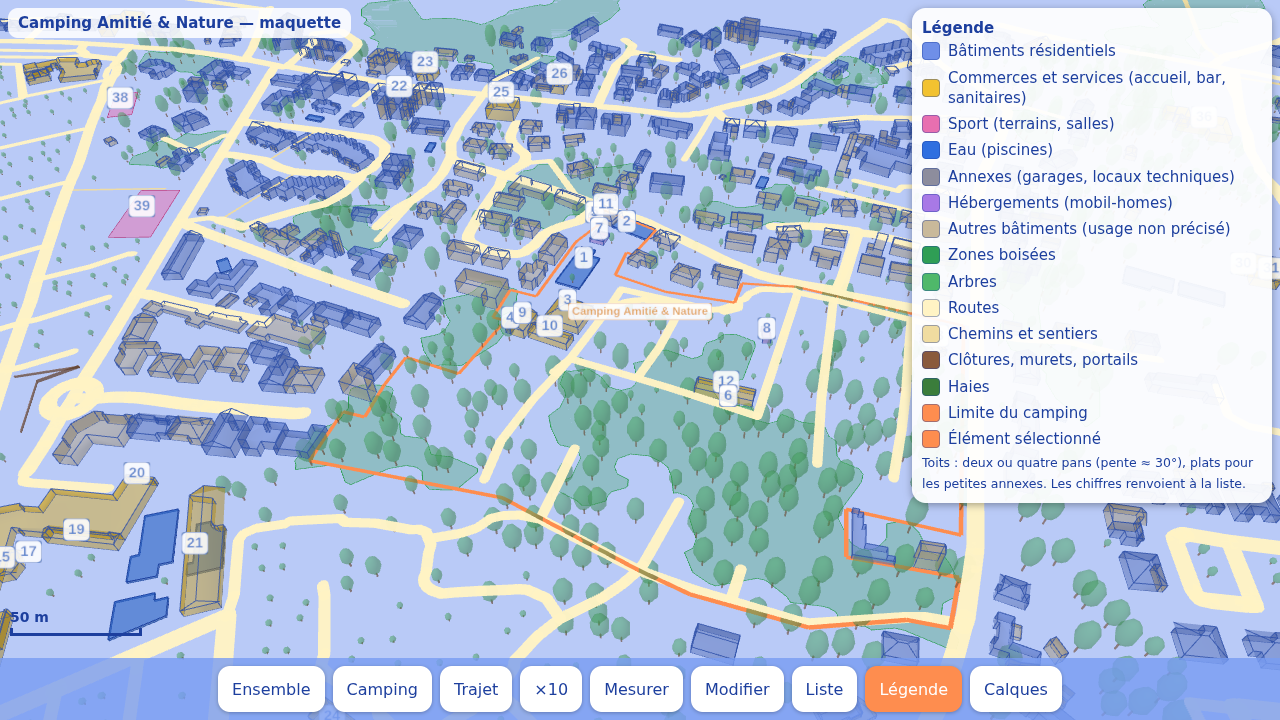 Camping Amitié & Nature — maquette
Légende
Bâtiments résidentiels
Commerces et services (accueil, bar,
sanitaires)
Sport (terrains, salles)
Eau (piscines)
Annexes (garages, locaux techniques)
Hébergements (mobil-homes)
Autres bâtiments (usage non précisé)
Zones boisées
Arbres
Routes
Chemins et sentiers
Clôtures, murets, portails
Haies
Limite du camping
Élément sélectionné
Toits : deux ou quatre pans (pente ≈ 30°), plats pour
les petites annexes. Les chiffres renvoient à la liste.
23
26
22
25
38
39
11
2
7
1
3
Camping Amitié & Nature
4
9
10
8
12
6
20
19
21
17
50 m
Ensemble
Camping
Trajet
×10
Mesurer
Modifier
Liste
Légende
Calques